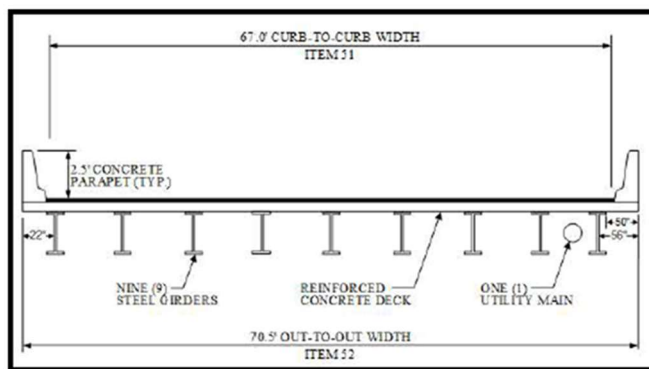 67.0' CURB-TO-CURB WIDTH
ITEM 51
2.5' CONCRETE
PARAPET (TYP.)
22"
50"
56"
NINE (9)
STEEL GIRDERS
REINFORCED
CONCRETE DECK
ONE (1)
UTILITY MAIN
70.5' OUT-TO-OUT WIDTH
ITEM 52